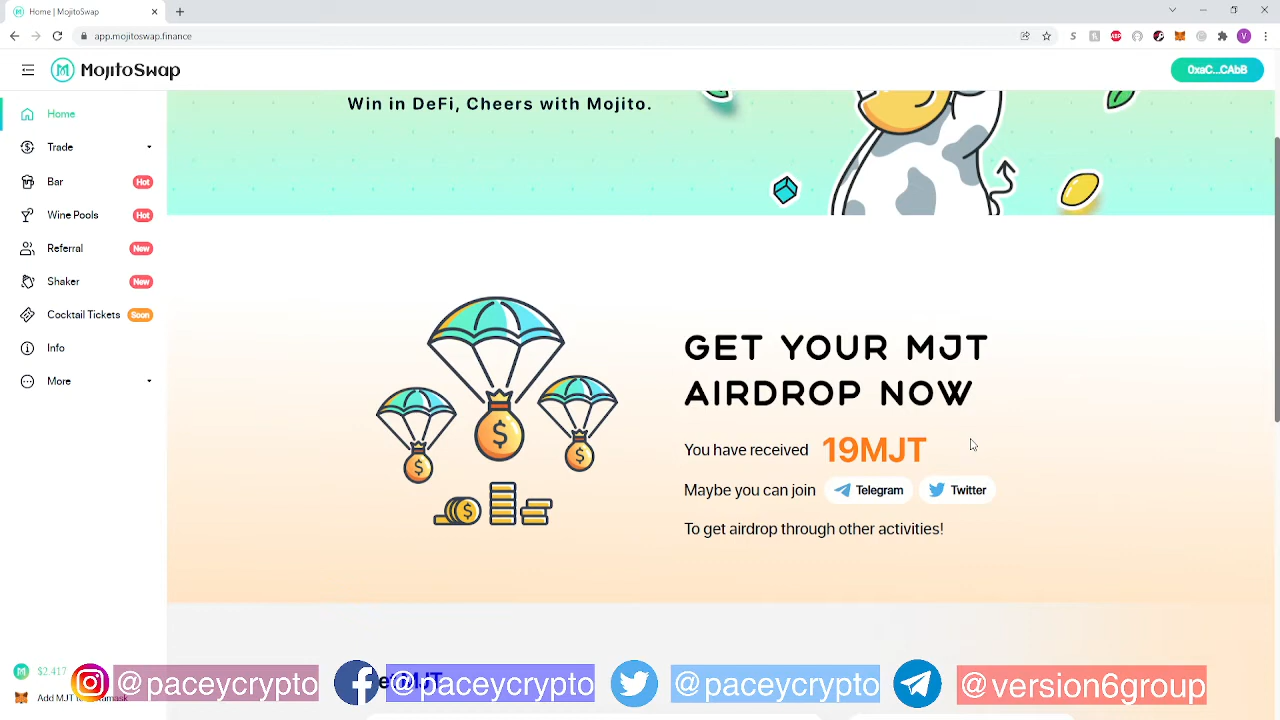 Home | MojitoSwap
app.mojitoswap.finance
MojitoSwap
0xaC...CAbB
Home
Trade
Bar Hot
Wine Pools Hot
Referral New
Shaker New
Cocktail Tickets Soon
Info
More
Win in DeFi, Cheers with Mojito.
GET YOUR MJT
AIRDROP NOW
You have received 19MJT
Maybe you can join Telegram Twitter
To get airdrop through other activities!
$2.417
Add MJT
MJT
@paceycrypto @paceycrypto @paceycrypto @version6group